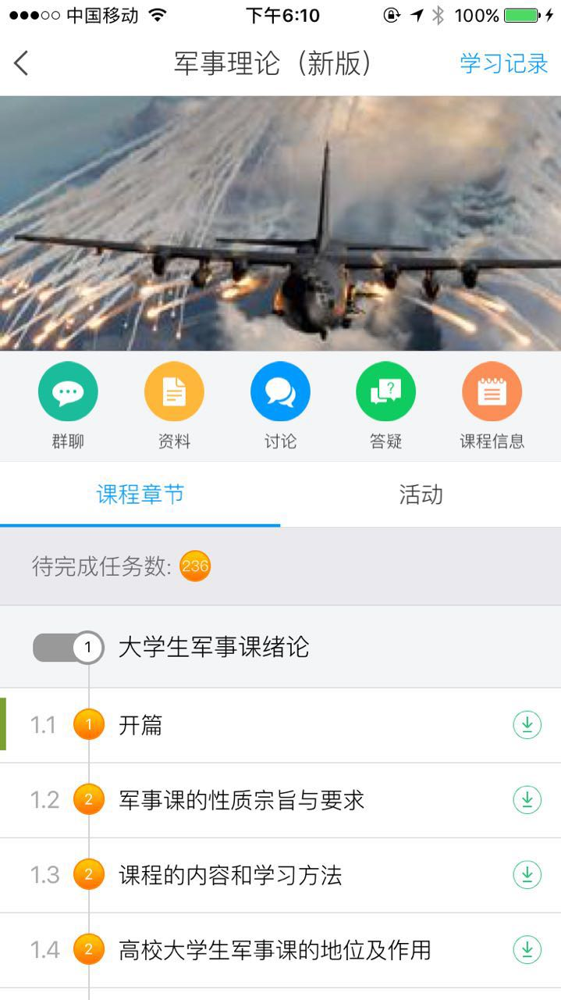 中国移动 下午6:10 100%
军事理论（新版） 学习记录
群聊 资料 讨论 答疑 课程信息
课程章节 活动
待完成任务数: 236
1 大学生军事课绪论
1.1 1 开篇
1.2 2 军事课的性质宗旨与要求
1.3 2 课程的内容和学习方法
1.4 2 高校大学生军事课的地位及作用